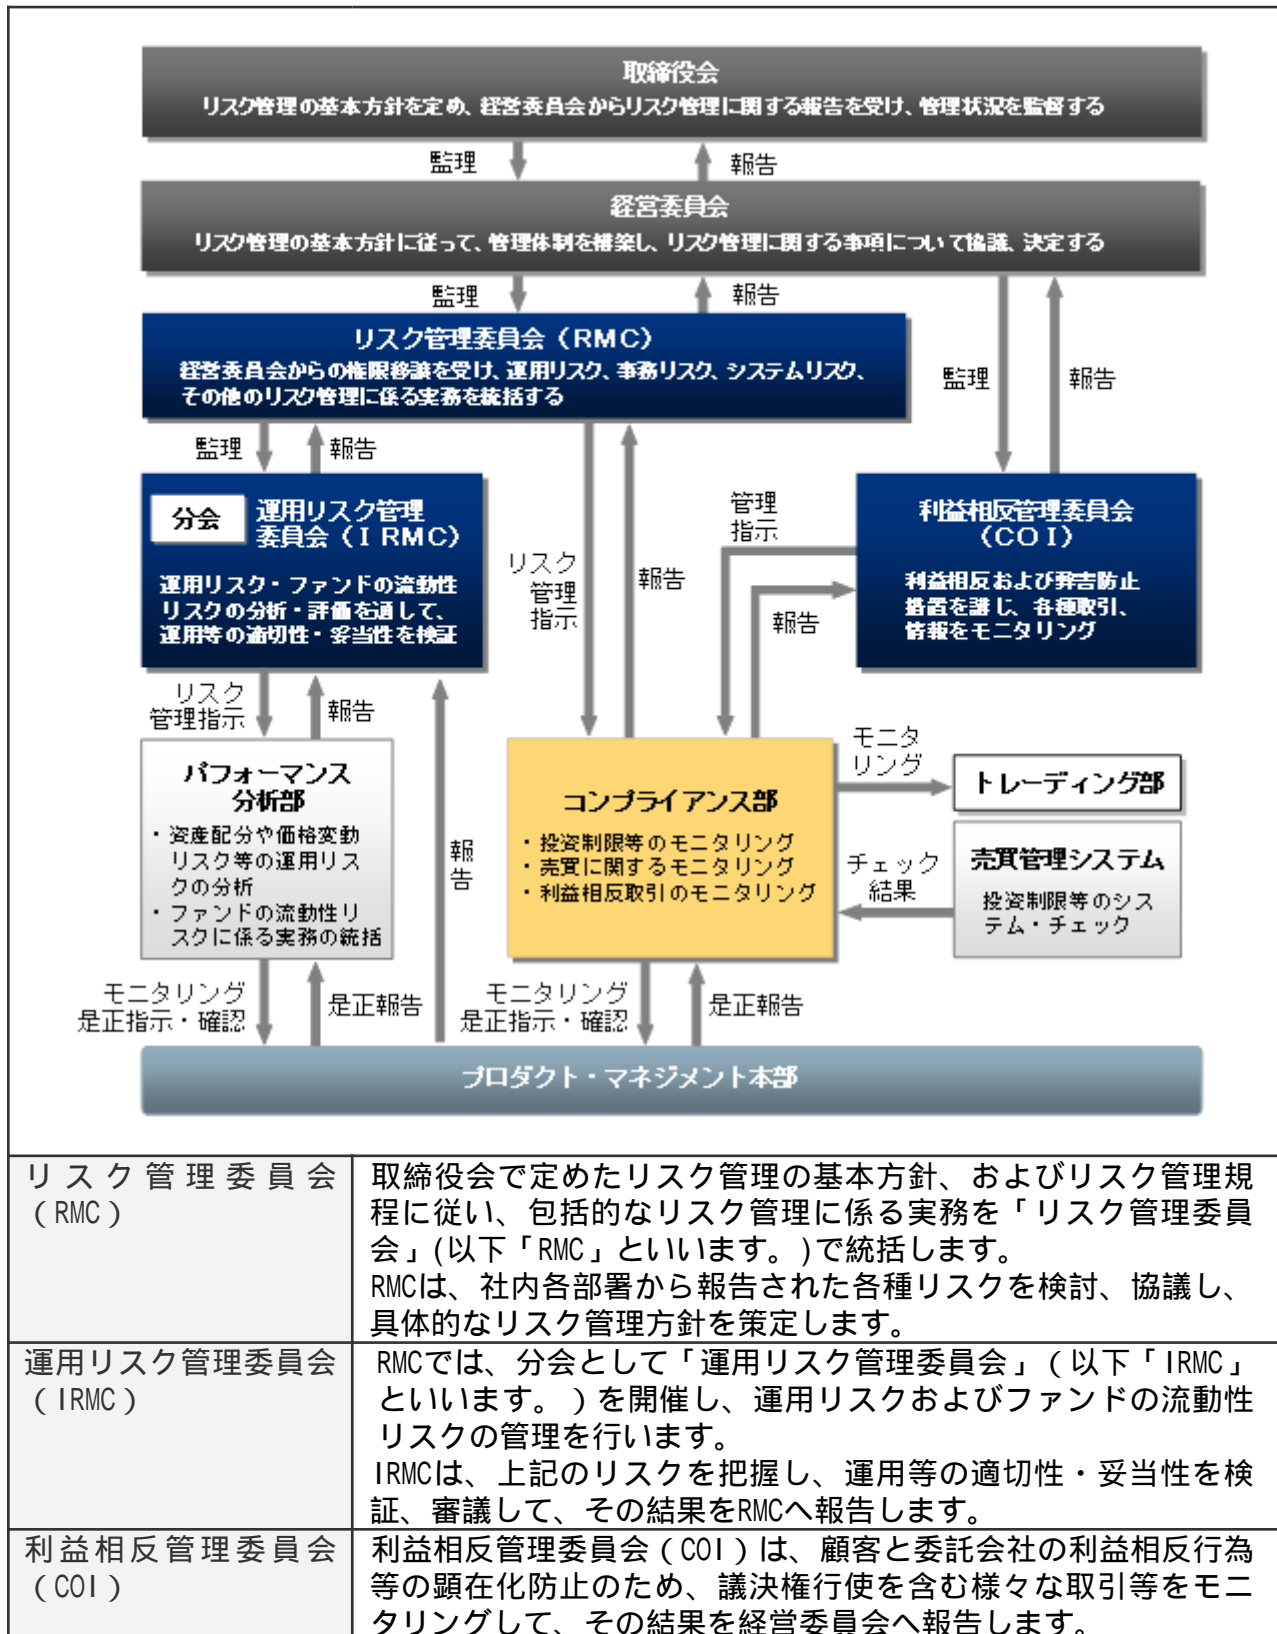 取締役会
リスク管理の基本方針を定め、経営委員会からリスク管理に関する報告を受け、管理状況を監督する
監理
報告
経営委員会
リスク管理の基本方針に従って、管理体制を構築し、リスク管理に関する事項について協議、決定する
監理
報告
リスク管理委員会（RMC）
経営委員会からの権限移譲を受け、運用リスク、事務リスク、システムリスク、
その他のリスク管理に係る実務を統括する
監理
報告
監理
報告
分会
運用リスク管理
委員会（IRMC）
運用リスク・ファンドの流動性
リスクの分析・評価を通して、
運用等の適切性・妥当性を検証
リスク
管理
指示
報告
管理
指示
報告
利益相反管理委員会
（COI）
利益相反および弊害防止
措置を講じ、各種取引、
情報をモニタリング
リスク
管理指示
報告
パフォーマンス
分析部
・資産配分や価格変動
リスク等の運用リス
クの分析
・ファンドの流動性リ
スクに係る実務の統括
報
告
コンプライアンス部
・投資制限等のモニタリング
・売買に関するモニタリング
・利益相反取引のモニタリング
モニタ
リング
トレーディング部
チェック
結果
売買管理システム
投資制限等のシス
テム・チェック
モニタリング
是正指示・確認
是正報告
モニタリング
是正指示・確認
是正報告
プロダクト・マネジメント本部
リスク管理委員会
（RMC）
取締役会で定めたリスク管理の基本方針、およびリスク管理規
程に従い、包括的なリスク管理に係る実務を「リスク管理委員
会」(以下「RMC」といいます。)で統括します。
RMCは、社内各部署から報告された各種リスクを検討、協議し、
具体的なリスク管理方針を策定します。
運用リスク管理委員会
（IRMC）
RMCでは、分会として「運用リスク管理委員会」（以下「IRMC」
といいます。）を開催し、運用リスクおよびファンドの流動性
リスクの管理を行います。
IRMCは、上記のリスクを把握し、運用等の適切性・妥当性を検
証、審議して、その結果をRMCへ報告します。
利益相反管理委員会
（COI）
利益相反管理委員会（COI）は、顧客と委託会社の利益相反行為
等の顕在化防止のため、議決権行使を含む様々な取引等をモニ
タリングして、その結果を経営委員会へ報告します。